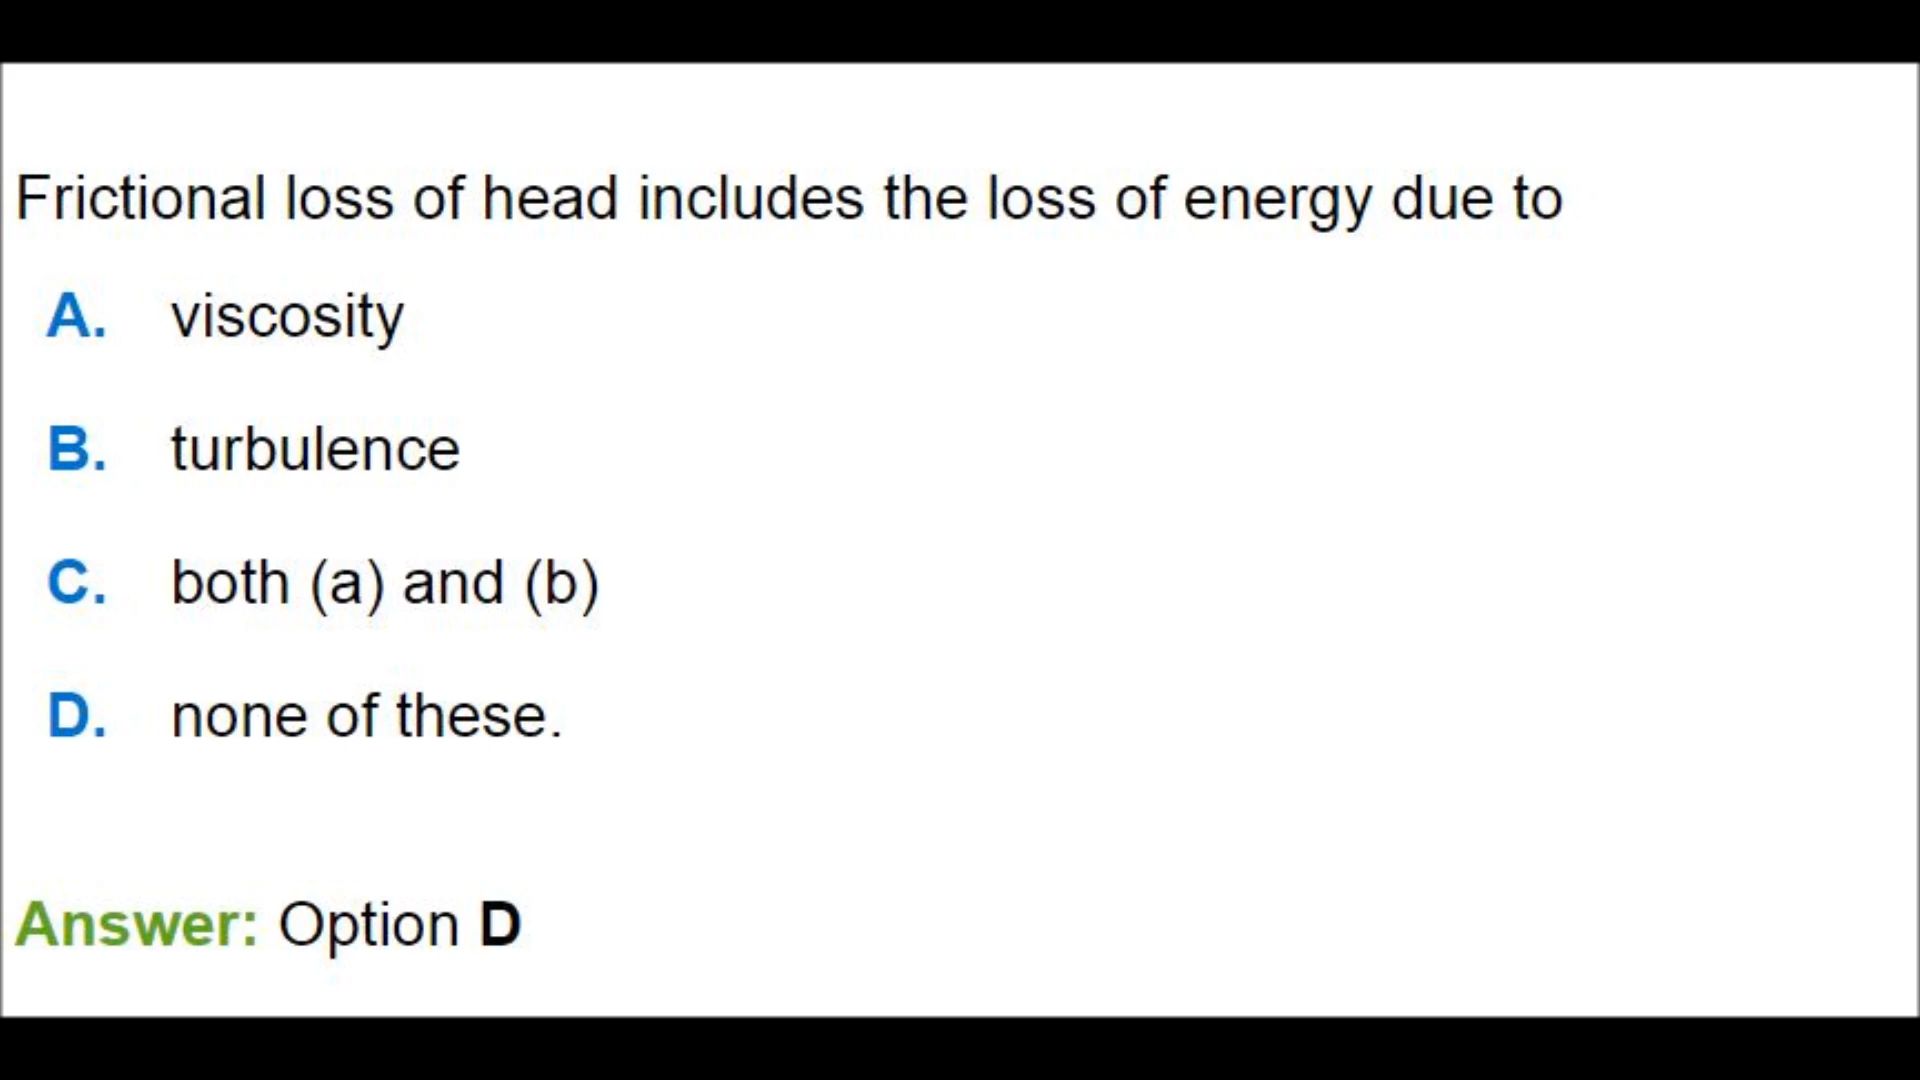 Frictional loss of head includes the loss of energy due to
A. viscosity
B. turbulence
C. both (a) and (b)
D. none of these.
Answer: Option D